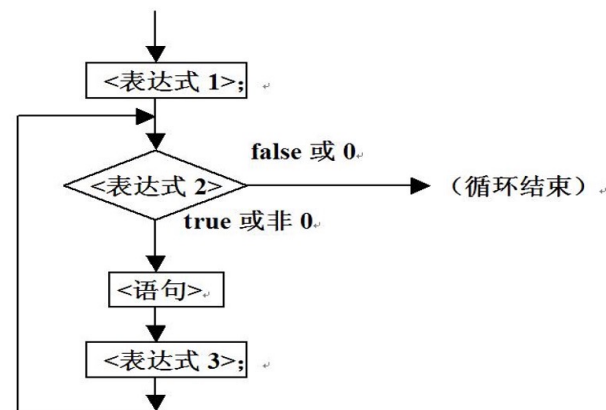 <表达式 1>;
false 或 0
<表达式 2>
(循环结束)
true 或非 0
<语句>
<表达式 3>;